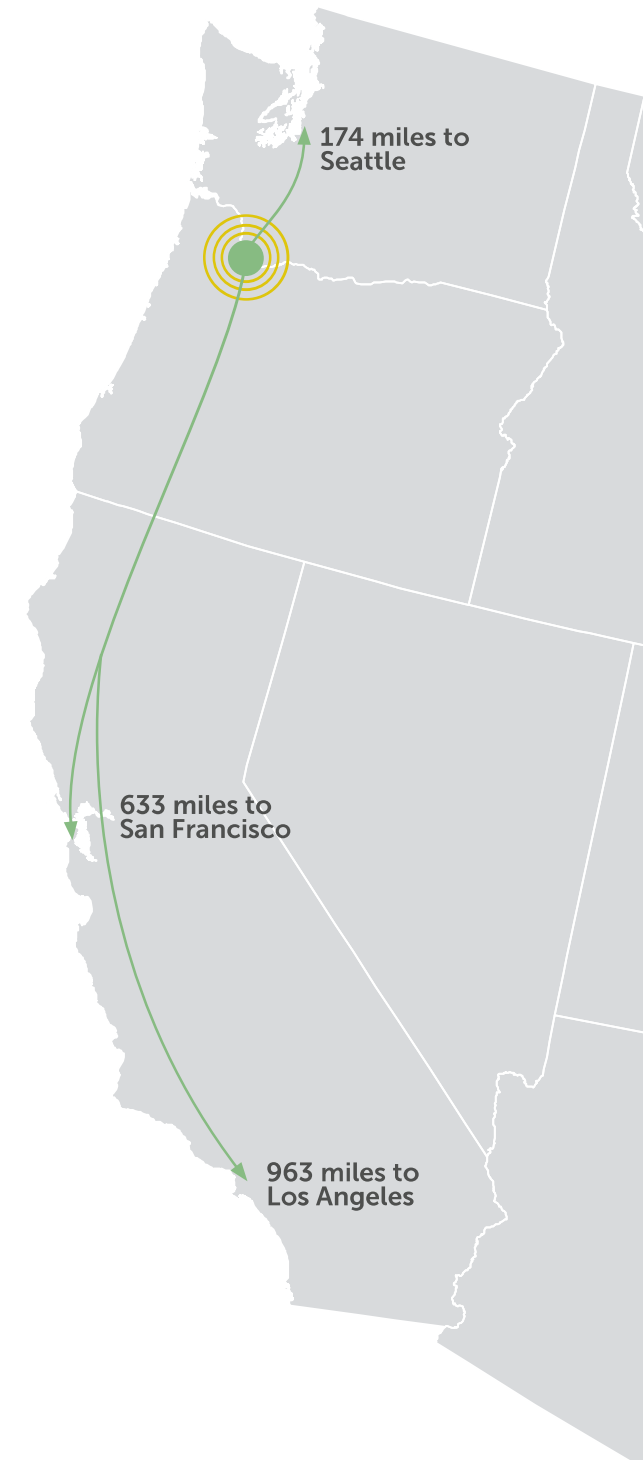 174 miles to
Seattle
633 miles to
San Francisco
963 miles to
Los Angeles